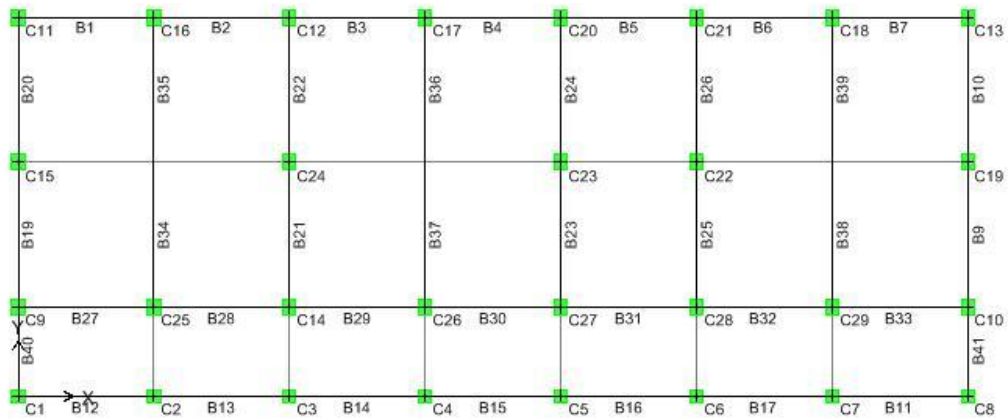 C11 B1 C16 B2 C12 B3 C17 B4 C20 B5 C21 B6 C18 B7 C13
B20 B35 B22 B36 B24 B26 B39 B10
C15 C24 C23 C22 C19
B19 B34 B21 B37 B23 B25 B38 B9
C9 B27 C25 B28 C14 B29 C26 B30 C27 B31 C28 B32 C29 B33 C10
Y
B40 B41
X
C1 B12 C2 B13 C3 B14 C4 B15 C5 B16 C6 B17 C7 B11 C8